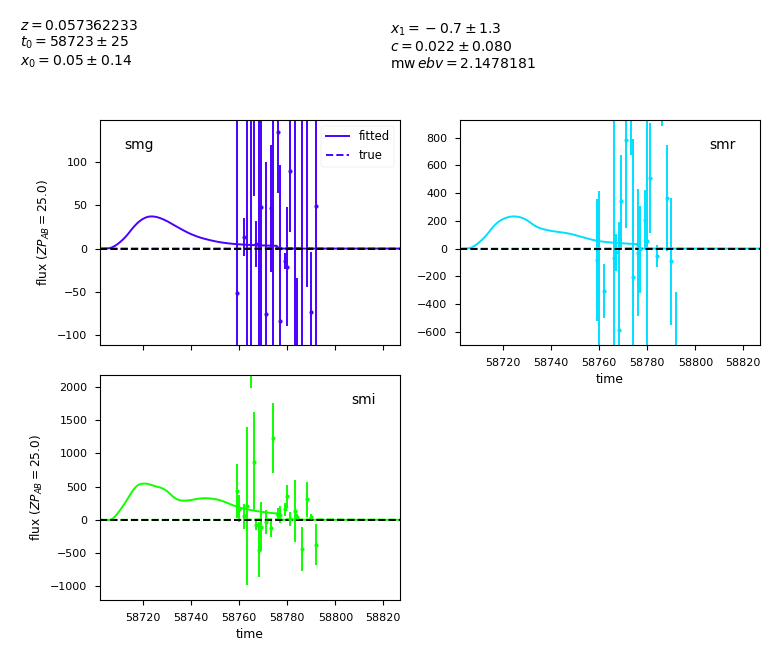 z = 0.057362233
t0 = 58723 ± 25
x0 = 0.05 ± 0.14
x1 = −0.7 ± 1.3
c = 0.022 ± 0.080
mw ebv = 2.1478181
smg
fitted
true
100
50
0
−50
−100
flux (ZP_AB = 25.0)
smr
800
600
400
200
0
−200
−400
−600
58720 58740 58760 58780 58800 58820
time
smi
2000
1500
1000
500
0
−500
−1000
flux (ZP_AB = 25.0)
58720 58740 58760 58780 58800 58820
time